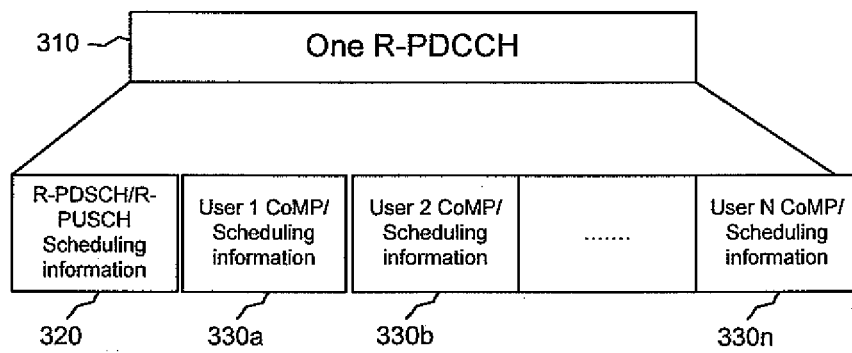 310
One R-PDCCH
R-PDSCH/R-
PUSCH
Scheduling
information
User 1 CoMP/
Scheduling
information
User 2 CoMP/
Scheduling
information
.......
User N CoMP/
Scheduling
information
320
330a
330b
330n